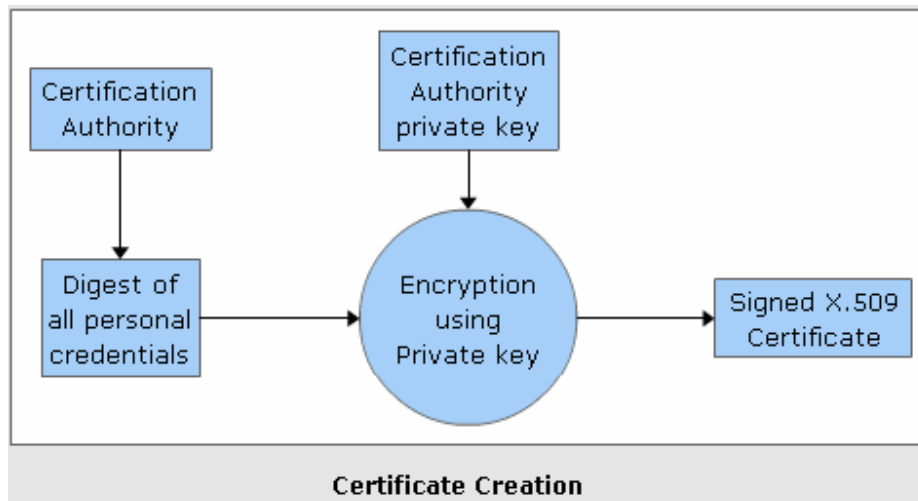 Certification
Authority
Certification
Authority
private key
Digest of
all personal
credentials
Encryption
using
Private key
Signed X.509
Certificate
Certificate Creation